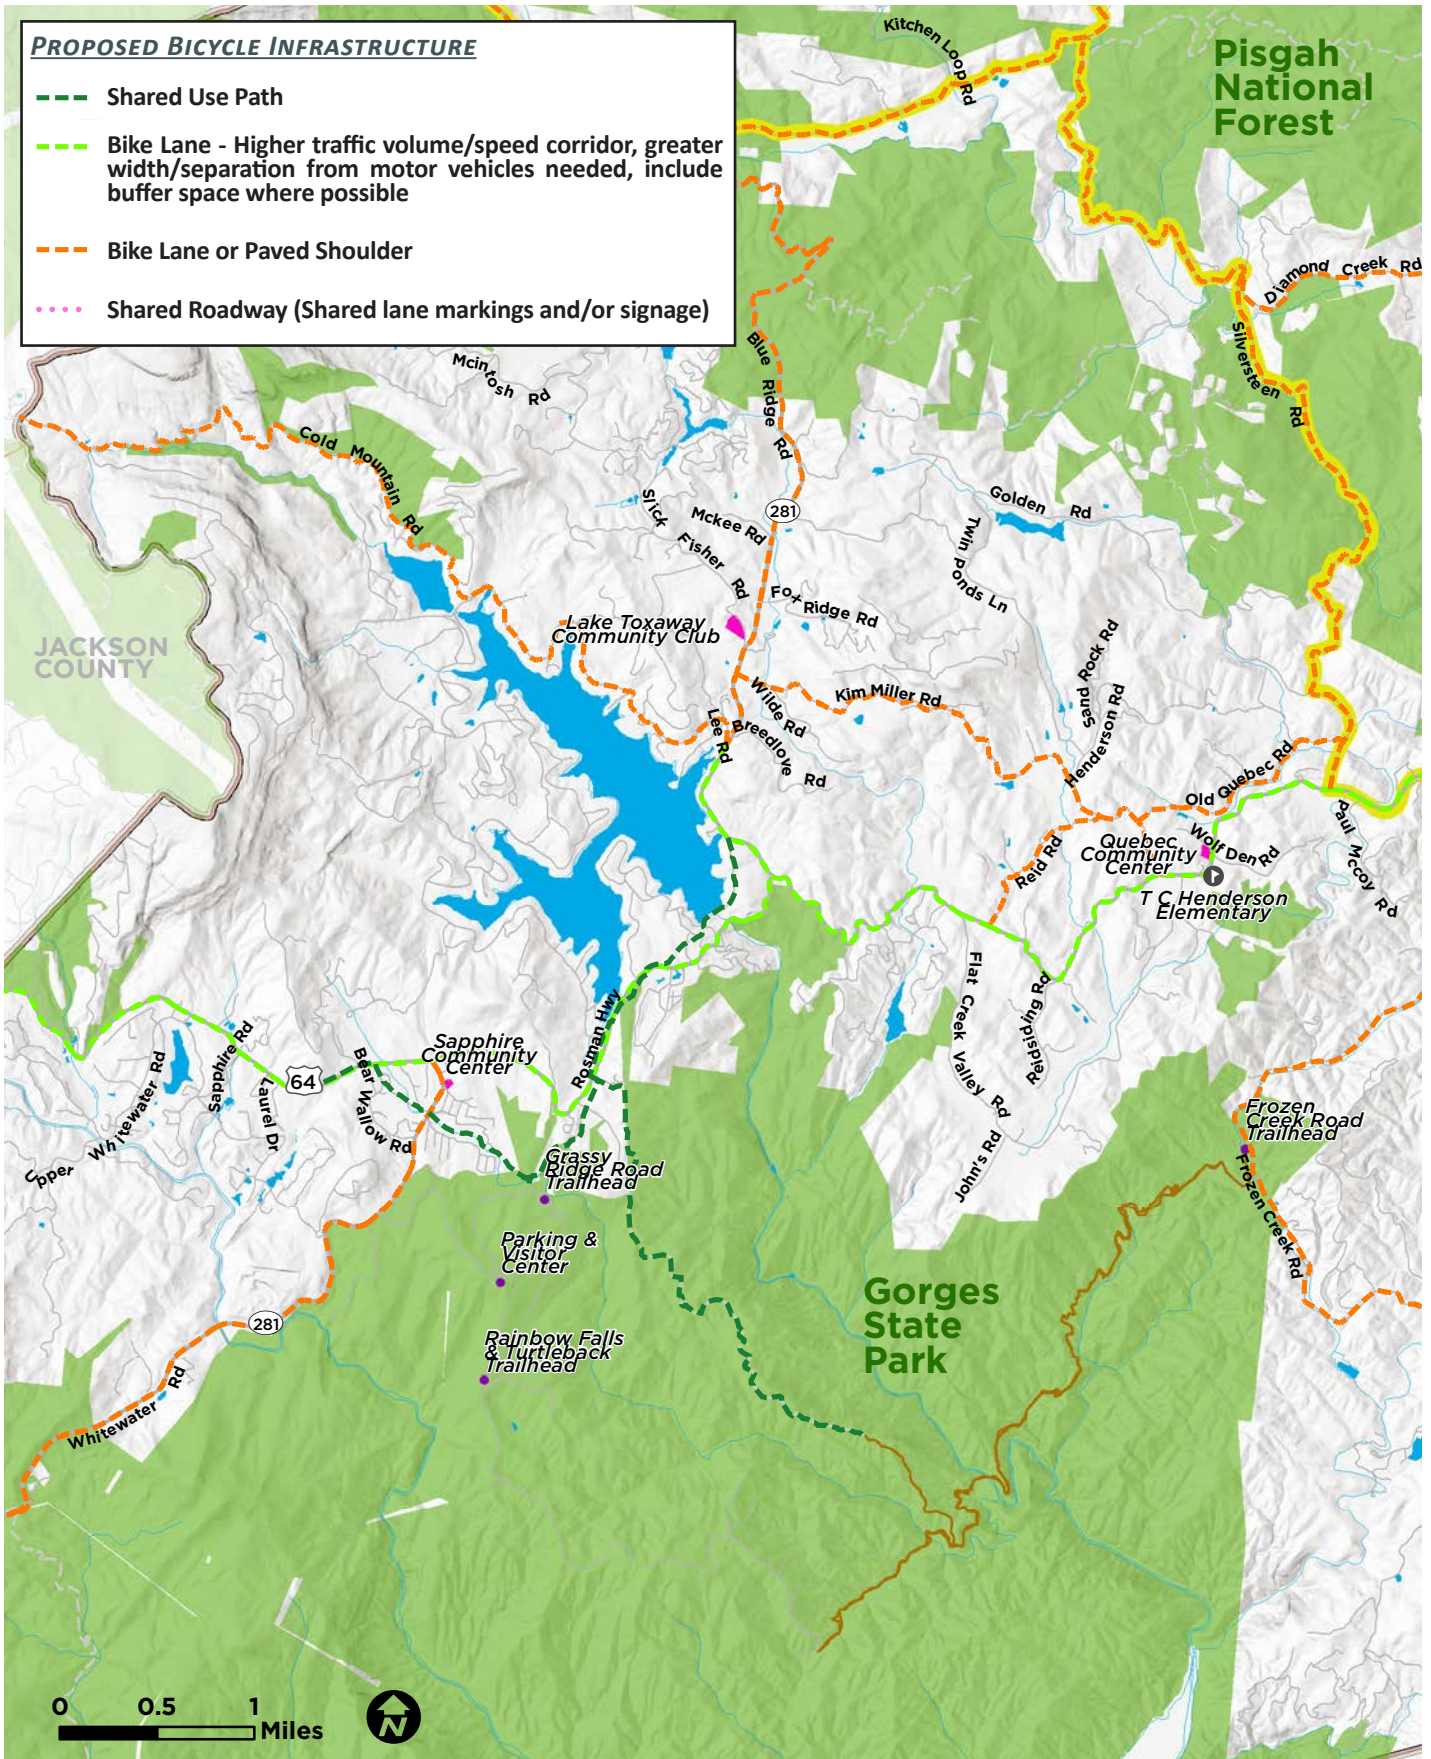 PROPOSED BICYCLE INFRASTRUCTURE
Shared Use Path
Bike Lane - Higher traffic volume/speed corridor, greater
width/separation from motor vehicles needed, include
buffer space where possible
Bike Lane or Paved Shoulder
Shared Roadway (Shared lane markings and/or signage)
Kitchen Loop Rd
Pisgah
National
Forest
Diamond Creek Rd
Silversteen Rd
Blue Ridge Rd
Mcintosh Rd
Cold Mountain Rd
281
Slick Fisher Rd
Mckee Rd
Golden Rd
Twin Ponds Ln
Fox Ridge Rd
Lake Toxaway
Community Club
JACKSON
COUNTY
Sand Rock Rd
Henderson Rd
Kim Miller Rd
Wilde Rd
Lee Rd
Breedlove Rd
Old Quebec Rd
Paul Mccoy Rd
Wolf Den Rd
Quebec
Community
Center
Reid Rd
T C Henderson
Elementary
Flat Creek Valley Rd
Risiping Rd
John's Rd
Rosman Hwy
Sapphire
Community
Center
Sapphire Rd
64
Bear Wallow Rd
Laurel Dr
Upper Whitewater Rd
Grassy
Ridge Road
Trailhead
Frozen
Creek Road
Trailhead
Frozen Creek Rd
Parking &
Visitor
Center
Gorges
State
Park
281
Rainbow Falls
& Turtleback
Trailhead
Whitewater Rd
0 0.5 1
Miles
N